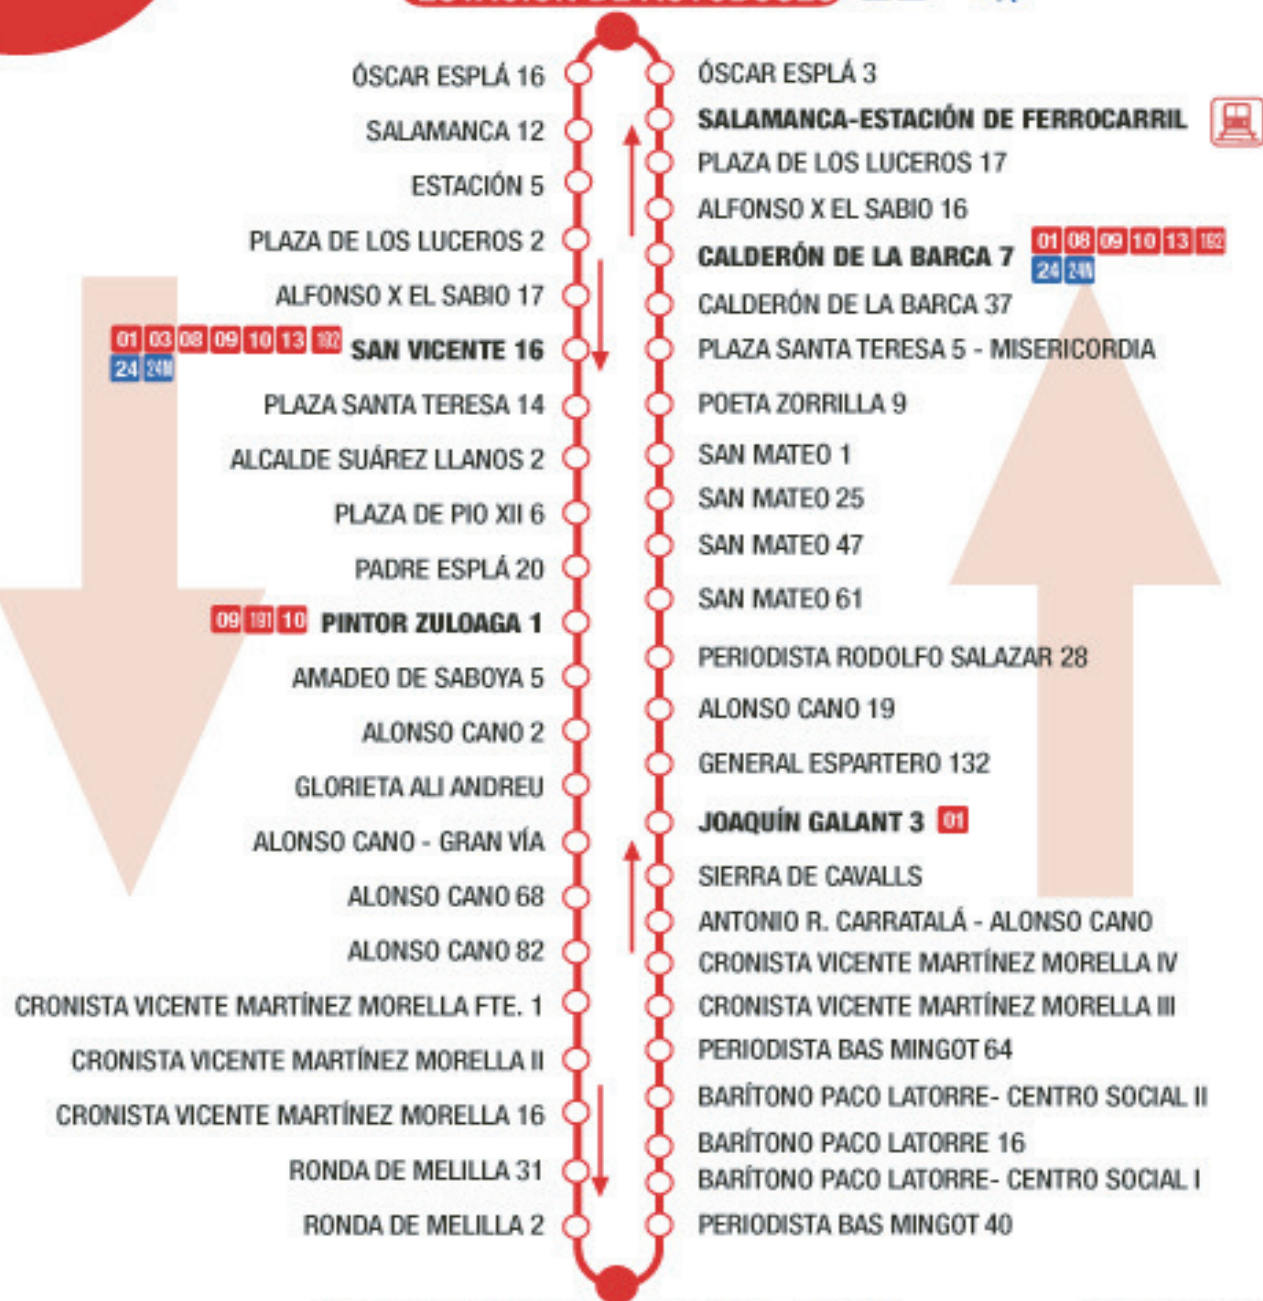 ÓSCAR ESPLÁ 16
SALAMANCA 12
ESTACIÓN 5
PLAZA DE LOS LUCEROS 2
ALFONSO X EL SABIO 17
01 03 08 09 10 13 192 SAN VICENTE 16
24 24N
PLAZA SANTA TERESA 14
ALCALDE SUÁREZ LLANOS 2
PLAZA DE PIO XII 6
PADRE ESPLÁ 20
09 191 10 PINTOR ZULOAGA 1
AMADEO DE SABOYA 5
ALONSO CANO 2
GLORIETA ALI ANDREU
ALONSO CANO - GRAN VÍA
ALONSO CANO 68
ALONSO CANO 82
CRONISTA VICENTE MARTÍNEZ MORELLA FTE. 1
CRONISTA VICENTE MARTÍNEZ MORELLA II
CRONISTA VICENTE MARTÍNEZ MORELLA 16
RONDA DE MELILLA 31
RONDA DE MELILLA 2
ÓSCAR ESPLÁ 3
SALAMANCA-ESTACIÓN DE FERROCARRIL
PLAZA DE LOS LUCEROS 17
ALFONSO X EL SABIO 16
CALDERÓN DE LA BARCA 7 01 08 09 10 13 192
24 24N
CALDERÓN DE LA BARCA 37
PLAZA SANTA TERESA 5 - MISERICORDIA
POETA ZORRILLA 9
SAN MATEO 1
SAN MATEO 25
SAN MATEO 47
SAN MATEO 61
PERIODISTA RODOLFO SALAZAR 28
ALONSO CANO 19
GENERAL ESPARTERO 132
JOAQUÍN GALANT 3 01
SIERRA DE CAVALLS
ANTONIO R. CARRATALÁ - ALONSO CANO
CRONISTA VICENTE MARTÍNEZ MORELLA IV
CRONISTA VICENTE MARTÍNEZ MORELLA III
PERIODISTA BAS MINGOT 64
BARÍTONO PACO LATORRE- CENTRO SOCIAL II
BARÍTONO PACO LATORRE 16
BARÍTONO PACO LATORRE- CENTRO SOCIAL I
PERIODISTA BAS MINGOT 40